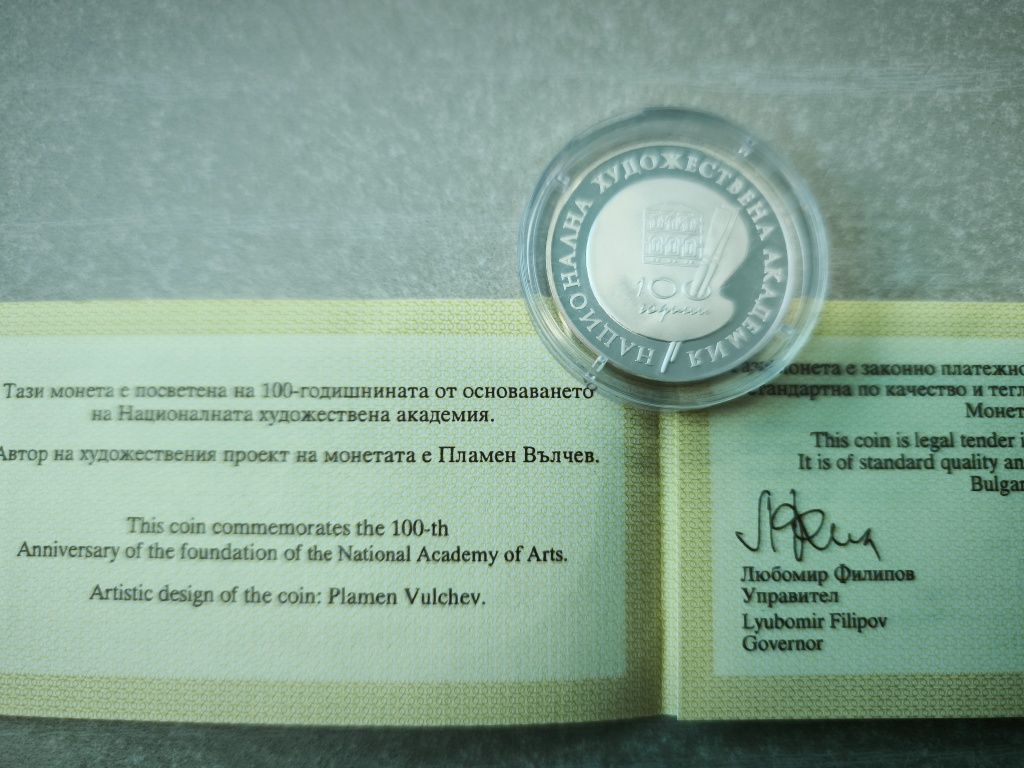 НАЦИОНАЛНА ХУДОЖЕСТВЕНА АКАДЕМИЯ
100
години
Тази монета е посветена на 100-годишнината от основаването
на Националната художествена академия.
Автор на художествения проект на монетата е Пламен Вълчев.
This coin commemorates the 100-th
Anniversary of the foundation of the National Academy of Arts.
Artistic design of the coin: Plamen Vulchev.
монета е законно платежно
стандартна по качество и
Монет
This coin is legal tender
It is of standard quality an
Bulgar
Любомир Филипов
Управител
Lyubomir Filipov
Governor